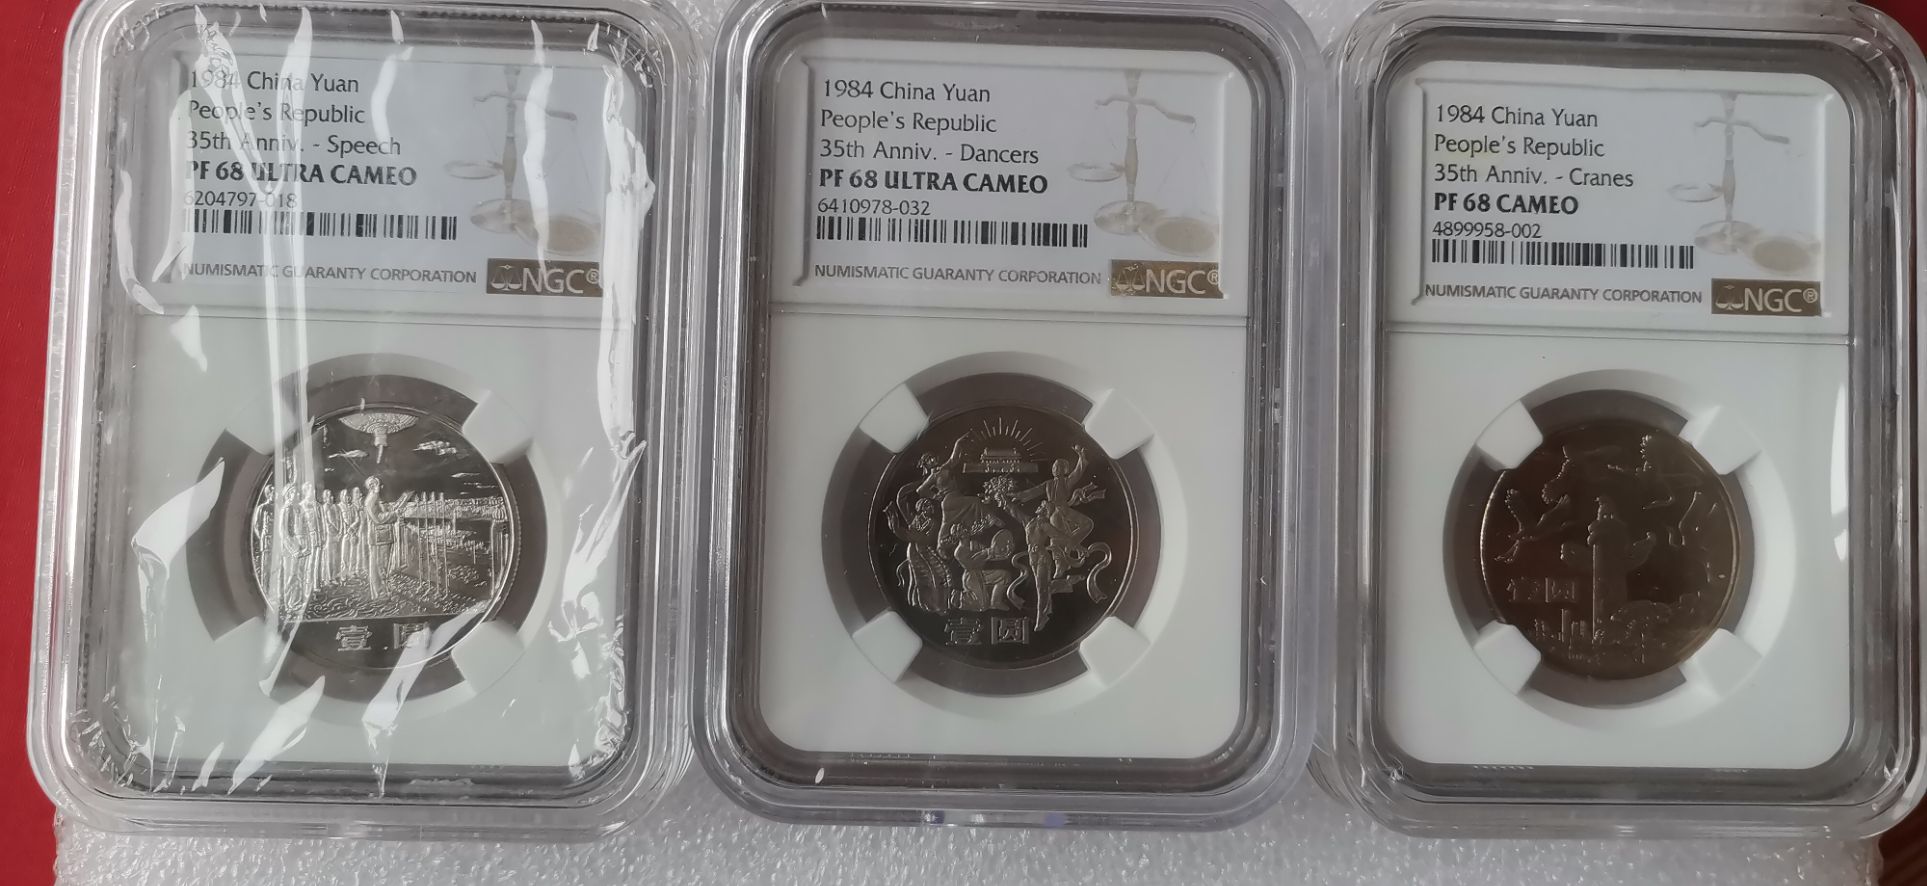 1984 China Yuan
People's Republic
35th Anniv. - Speech
PF 68 ULTRA CAMEO
6204797-018
NUMISMATIC GUARANTY CORPORATION NGC®
壹 圆
1984 China Yuan
People's Republic
35th Anniv. - Dancers
PF 68 ULTRA CAMEO
6410978-032
NUMISMATIC GUARANTY CORPORATION NGC®
壹圆
1984 China Yuan
People's Republic
35th Anniv. - Cranes
PF 68 CAMEO
4899958-002
NUMISMATIC GUARANTY CORPORATION NGC®
壹圆